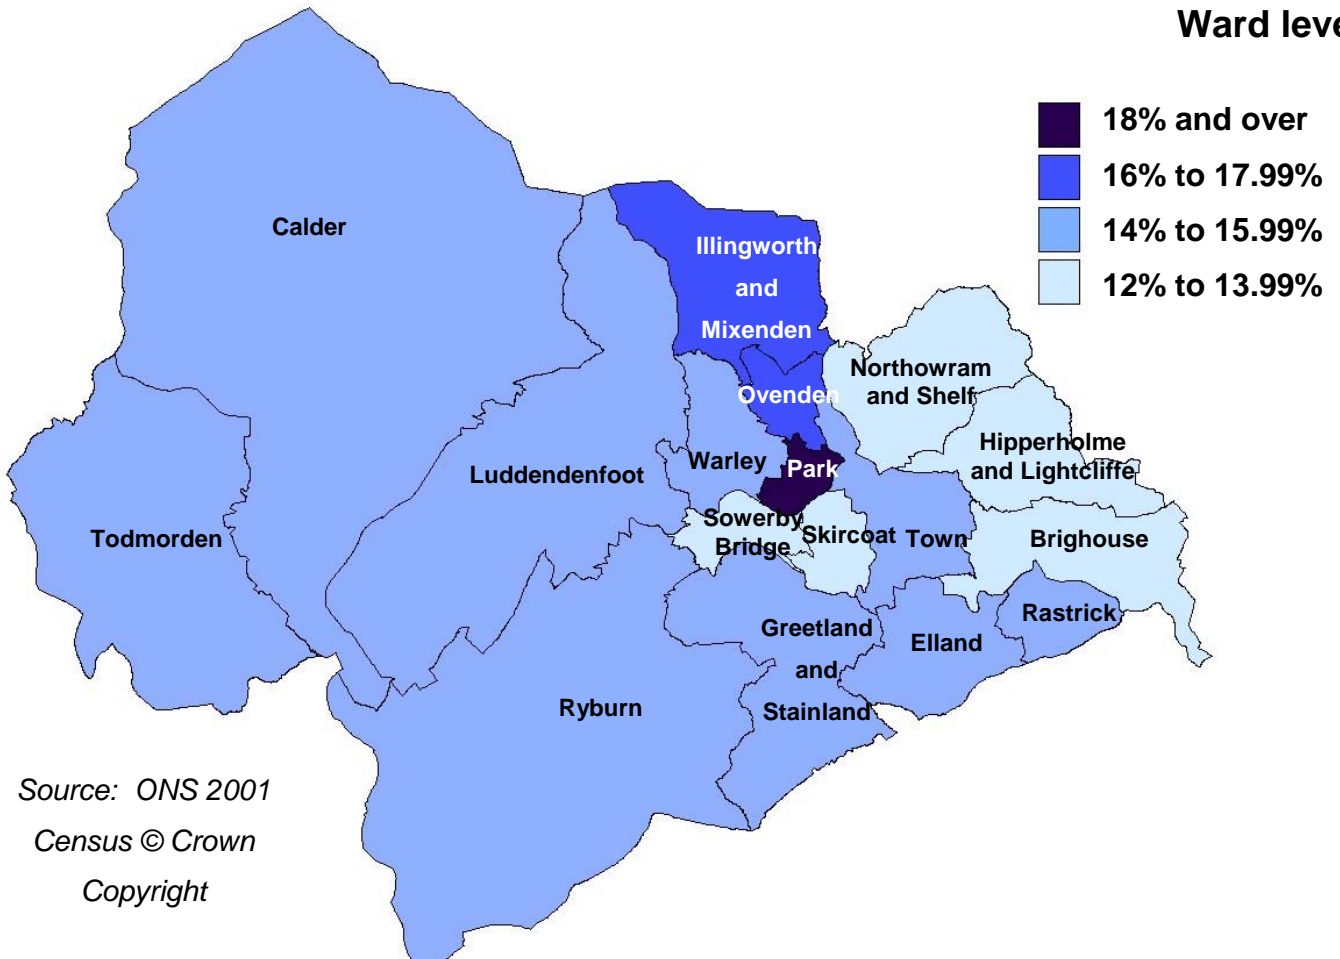 Ward leve
18% and over
16% to 17.99%
14% to 15.99%
12% to 13.99%
Calder
Illingworth
and
Mixenden
Northowram
and Shelf
Ovenden
Hipperholme
and Lightcliffe
Warley
Park
Luddendenfoot
Todmorden
Sowerby
Bridge
Skircoat
Town
Brighouse
Rastrick
Greetland
and
Stainland
Elland
Ryburn
Source: ONS 2001
Census © Crown
Copyright